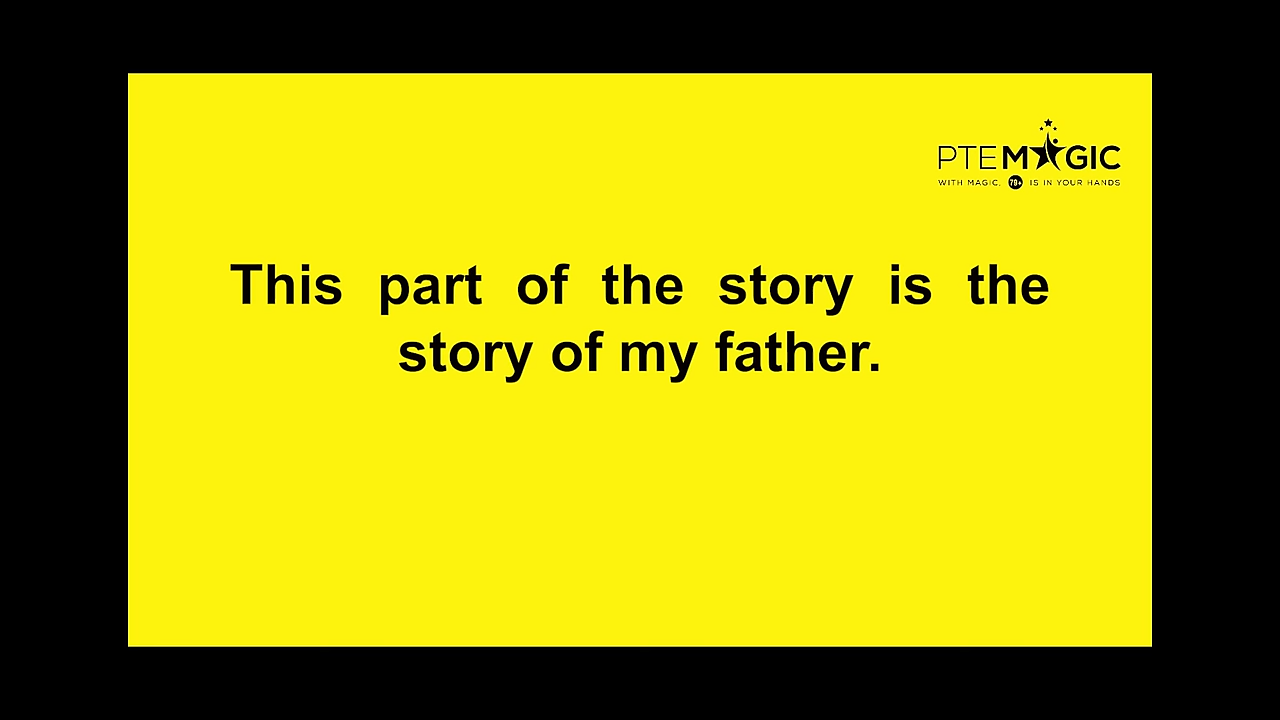 PTEMAGIC
WITH MAGIC, 79+ IS IN YOUR HANDS
This part of the story is the
story of my father.